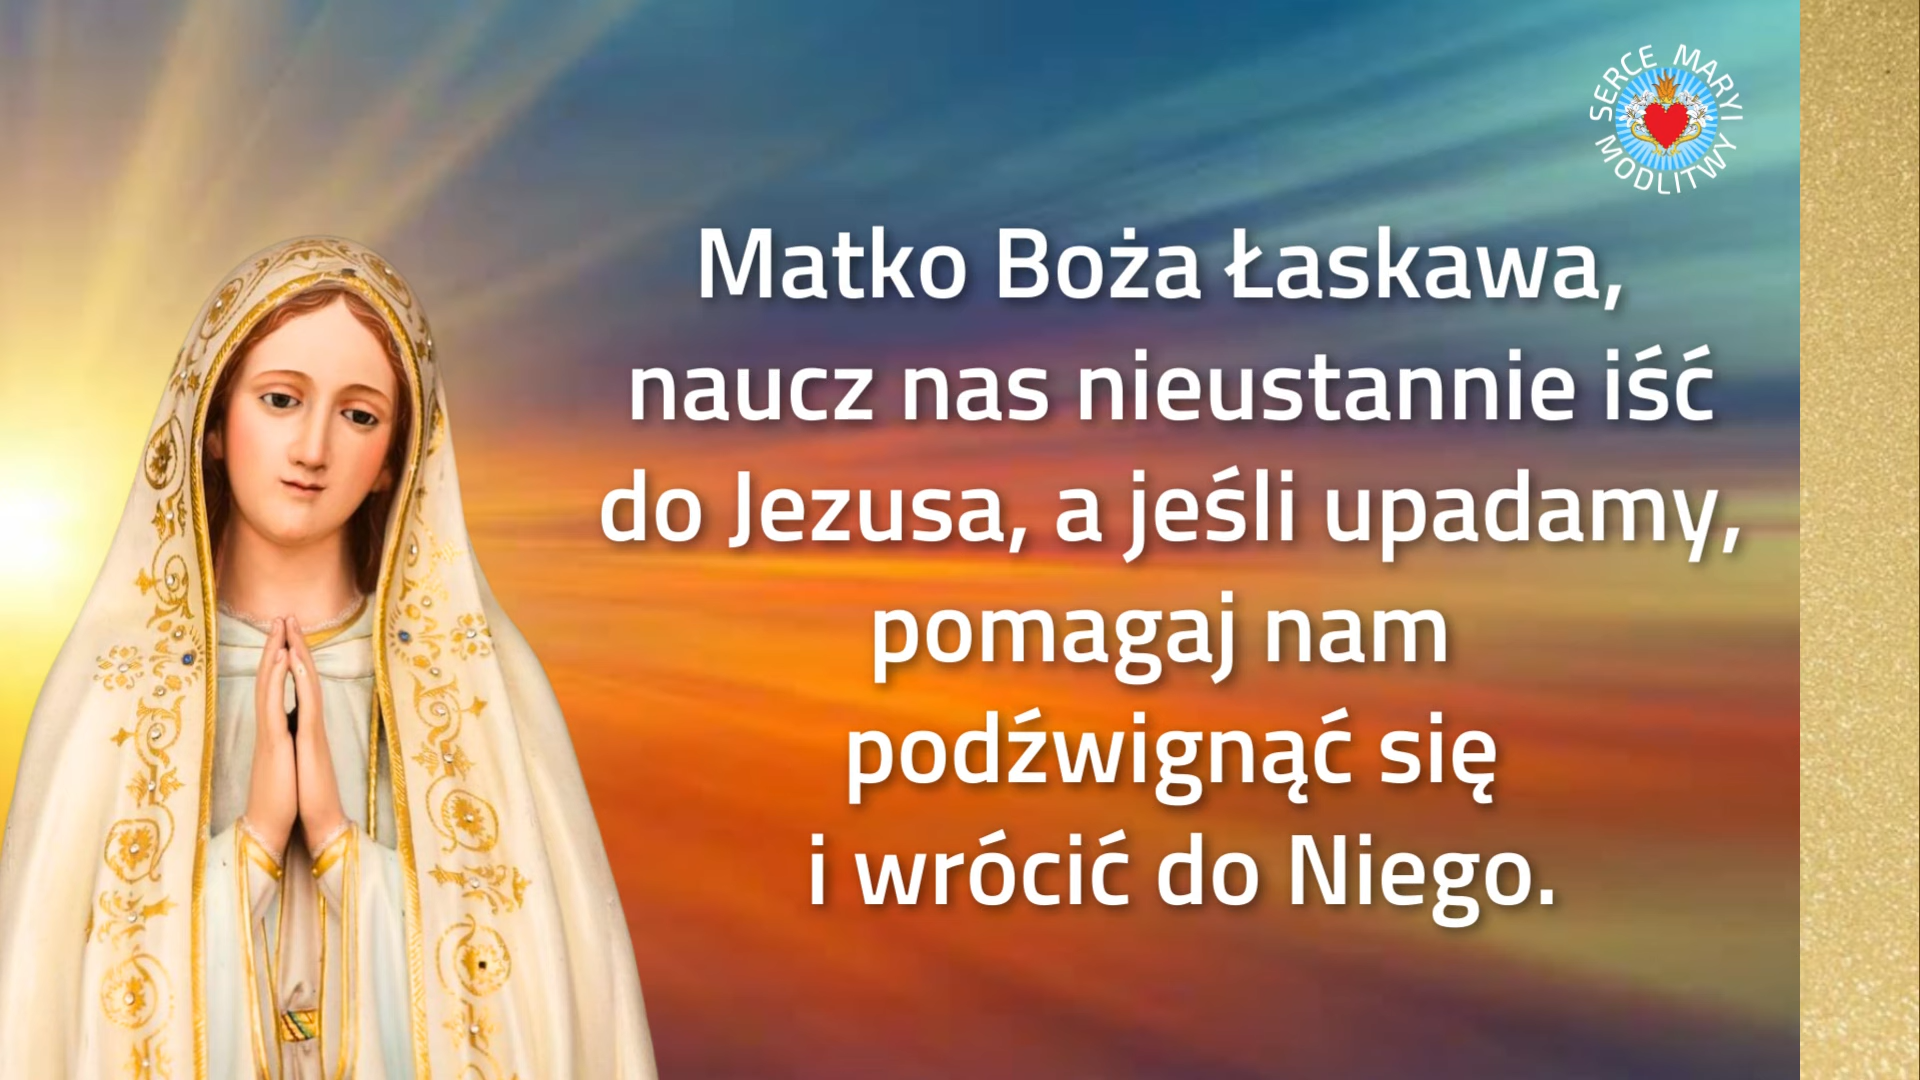 SERCE MARYI
MODLITWY
Matko Boża Łaskawa,
naucz nas nieustannie iść
do Jezusa, a jeśli upadamy,
pomagaj nam
podźwignąć się
i wrócić do Niego.